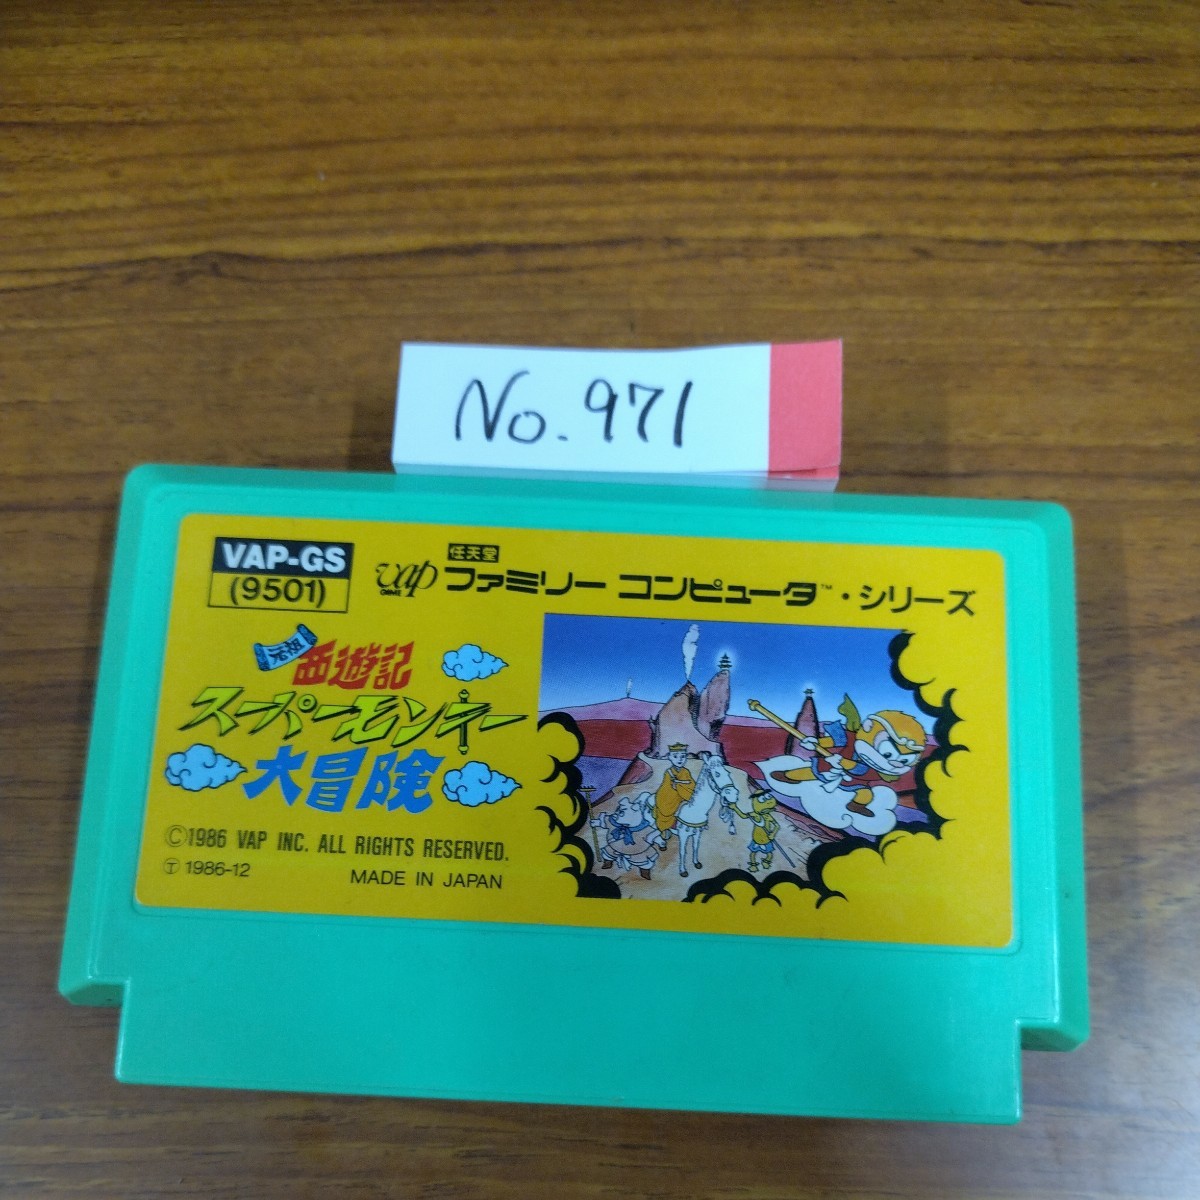 No. 971
VAP-GS
(9501)
vap
GAME
任天堂
ファミリー コンピュータ™・シリーズ
元祖
西遊記
スーパーモンキー
大冒険
Ⓒ1986 VAP INC. ALL RIGHTS RESERVED.
Ⓣ 1986-12
MADE IN JAPAN